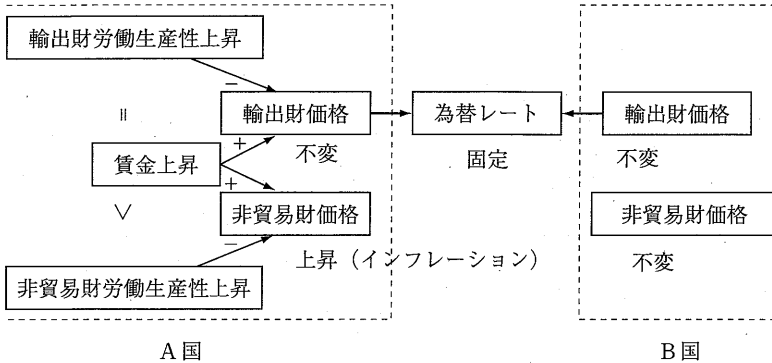 輸出財労働生産性上昇
－
輸出財価格
為替レート
輸出財価格
=
＋
不変
固定
不変
賃金上昇
＋
∨
非貿易財価格
非貿易財価格
－
上昇（インフレーション）
不変
非貿易財労働生産性上昇
A国
B国